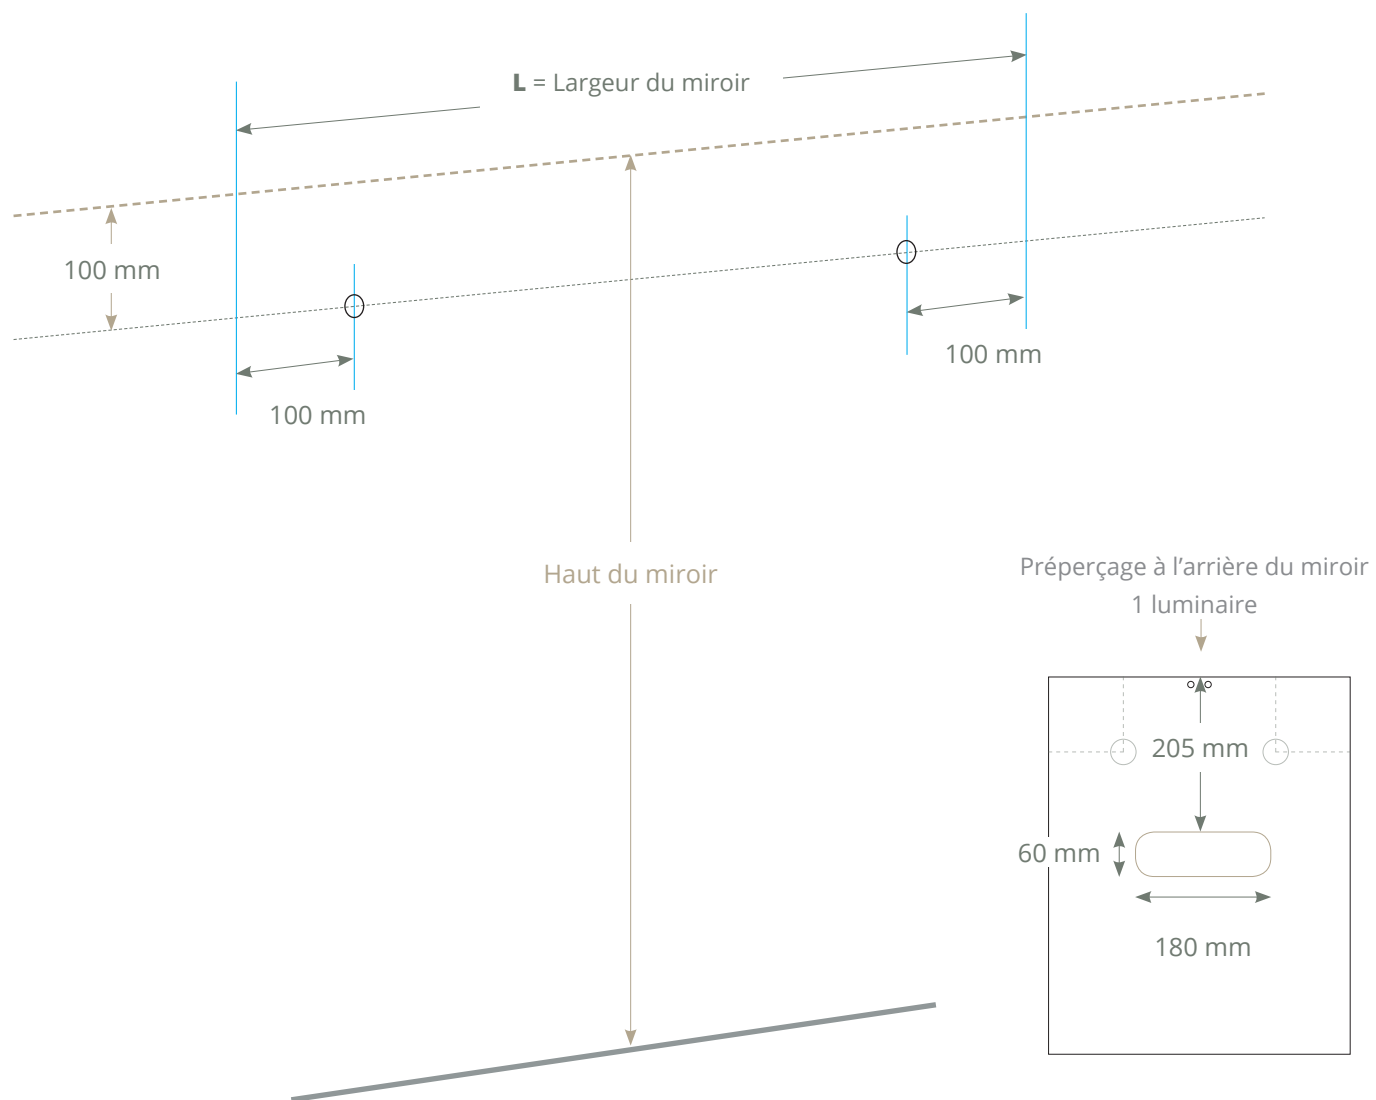 L = Largeur du miroir
100 mm
100 mm
100 mm
Haut du miroir
Préperçage à l’arrière du miroir
1 luminaire
205 mm
60 mm
180 mm